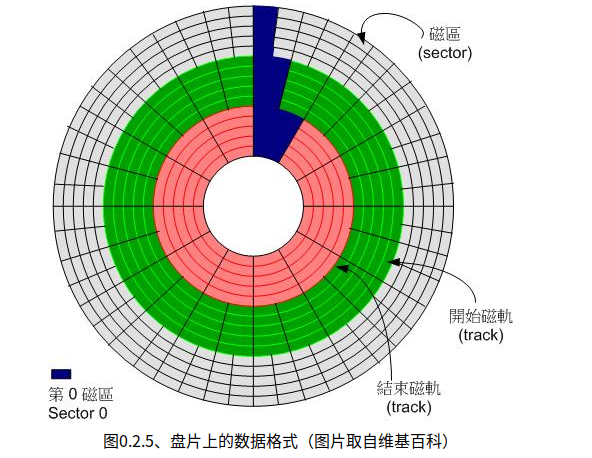 磁區
(sector)
開始磁軌
(track)
結束磁軌
(track)
第 0 磁區
Sector 0
图0.2.5、盘片上的数据格式（图片取自维基百科）